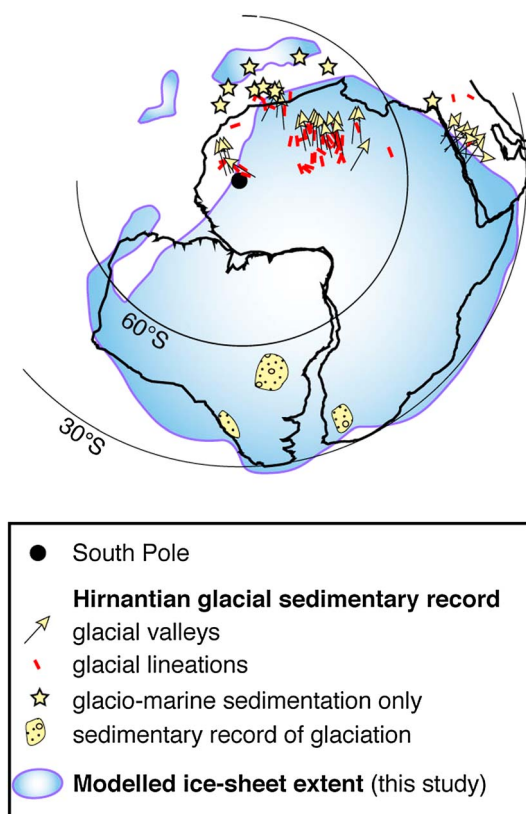 60°S
30°S
South Pole
Hirnantian glacial sedimentary record
glacial valleys
glacial lineations
glacio-marine sedimentation only
sedimentary record of glaciation
Modelled ice-sheet extent (this study)